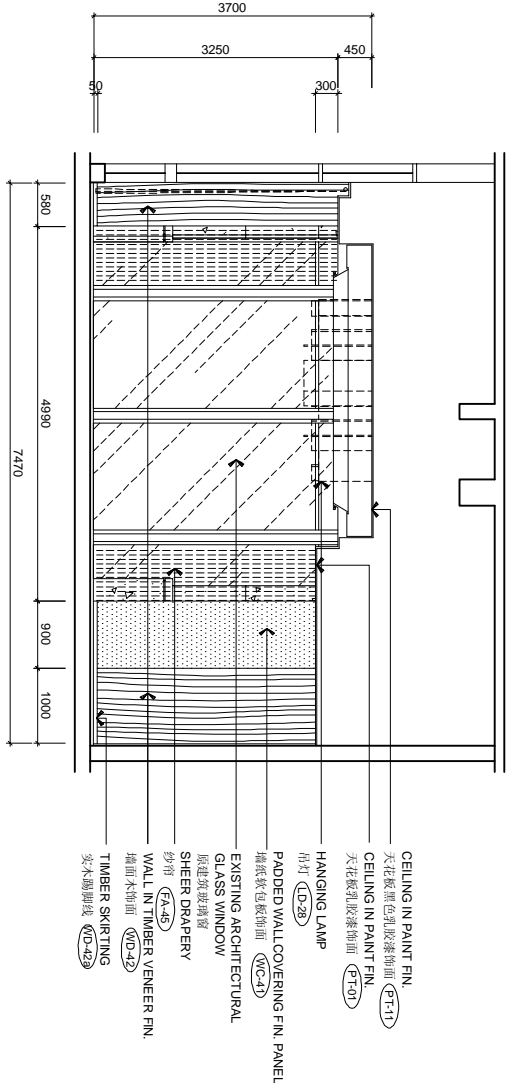 3700
3250
450
50
300
580
4990
900
1000
7470
CEILING IN PAINT FIN.
天花板黑色乳胶漆饰面 PT-11
CEILING IN PAINT FIN.
天花板乳胶漆饰面 PT-01
HANGING LAMP
吊灯 LD-28
PADDED WALLCOVERING FIN. PANEL
墙纸软包板饰面 WC-41
EXISTING ARCHITECTURAL
GLASS WINDOW
原建筑玻璃窗
SHEER DRAPERY
纱帘 FA-45
WALL IN TIMBER VENEER FIN.
墙面木饰面 WD-42
TIMBER SKIRTING
实木踢脚线 WD-42a